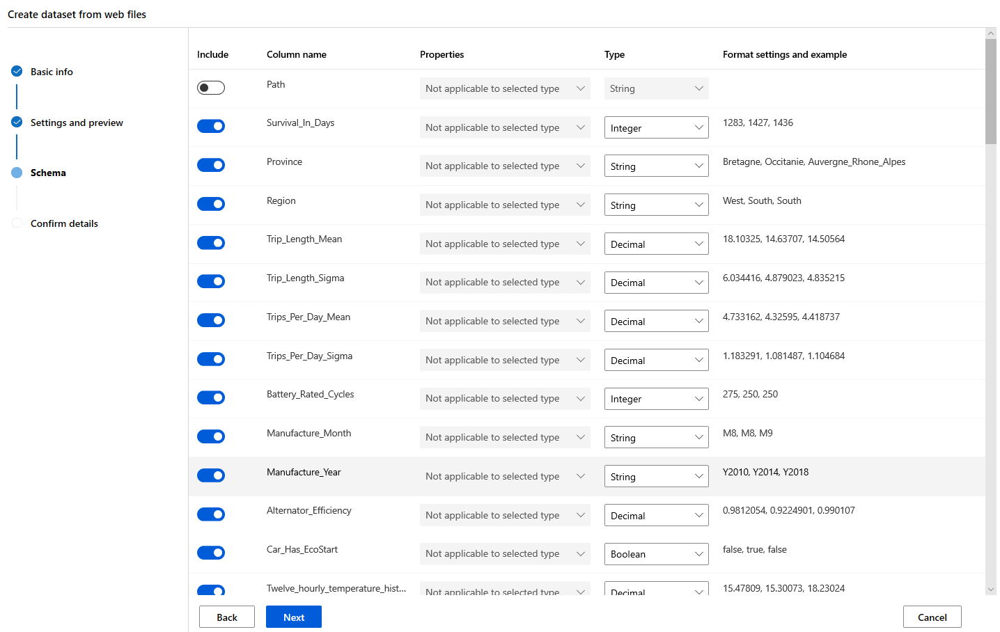 Create dataset from web files
Basic info
Settings and preview
Schema
Confirm details
Include Column name Properties Type Format settings and example
Path Not applicable to selected type String
Survival_In_Days Not applicable to selected type Integer 1283, 1427, 1436
Province Not applicable to selected type String Bretagne, Occitanie, Auvergne_Rhone_Alpes
Region Not applicable to selected type String West, South, South
Trip_Length_Mean Not applicable to selected type Decimal 18.10325, 14.63707, 14.50564
Trip_Length_Sigma Not applicable to selected type Decimal 6.034416, 4.879023, 4.835215
Trips_Per_Day_Mean Not applicable to selected type Decimal 4.733162, 4.32595, 4.418737
Trips_Per_Day_Sigma Not applicable to selected type Decimal 1.183291, 1.081487, 1.104684
Battery_Rated_Cycles Not applicable to selected type Integer 275, 250, 250
Manufacture_Month Not applicable to selected type String M8, M8, M9
Manufacture_Year Not applicable to selected type String Y2010, Y2014, Y2018
Alternator_Efficiency Not applicable to selected type Decimal 0.9812054, 0.9224901, 0.990107
Car_Has_EcoStart Not applicable to selected type Boolean false, true, false
Twelve_hourly_temperature_hist... Not applicable to selected type Decimal 15.47809, 15.30073, 18.23024
Back Next Cancel